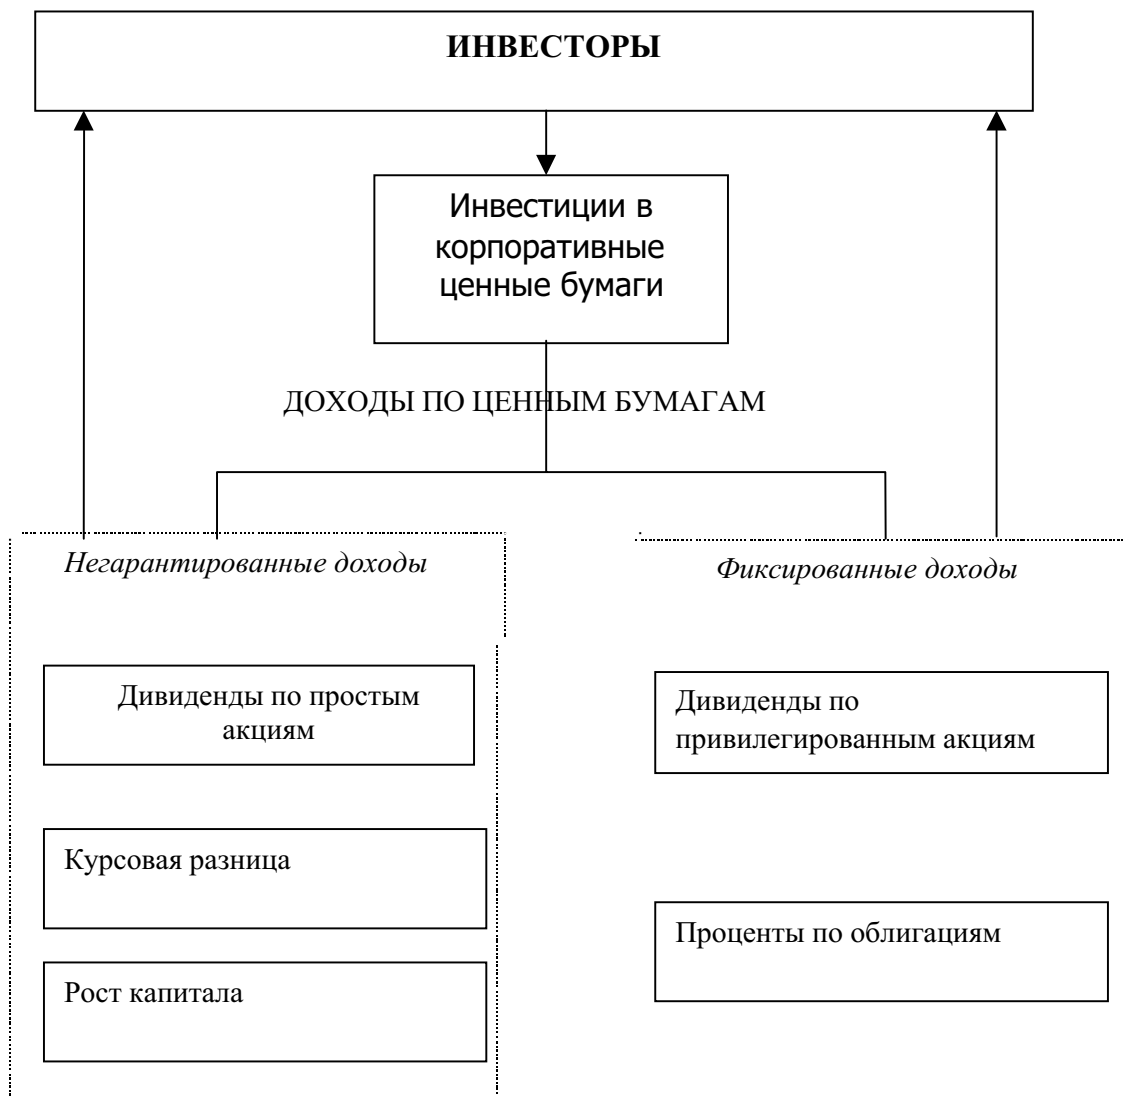 ИНВЕСТОРЫ
Инвестиции в
корпоративные
ценные бумаги
ДОХОДЫ ПО ЦЕННЫМ БУМАГАМ
Негарантированные доходы
Дивиденды по простым
акциям
Курсовая разница
Рост капитала
Фиксированные доходы
Дивиденды по
привилегированным акциям
Проценты по облигациям